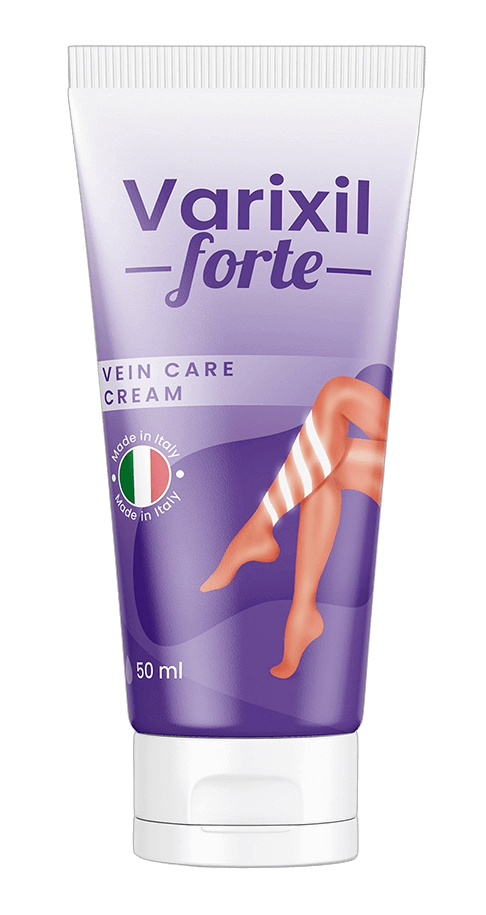 Varixil
forte
VEIN CARE
CREAM
Made in Italy
Made in Italy
50 ml